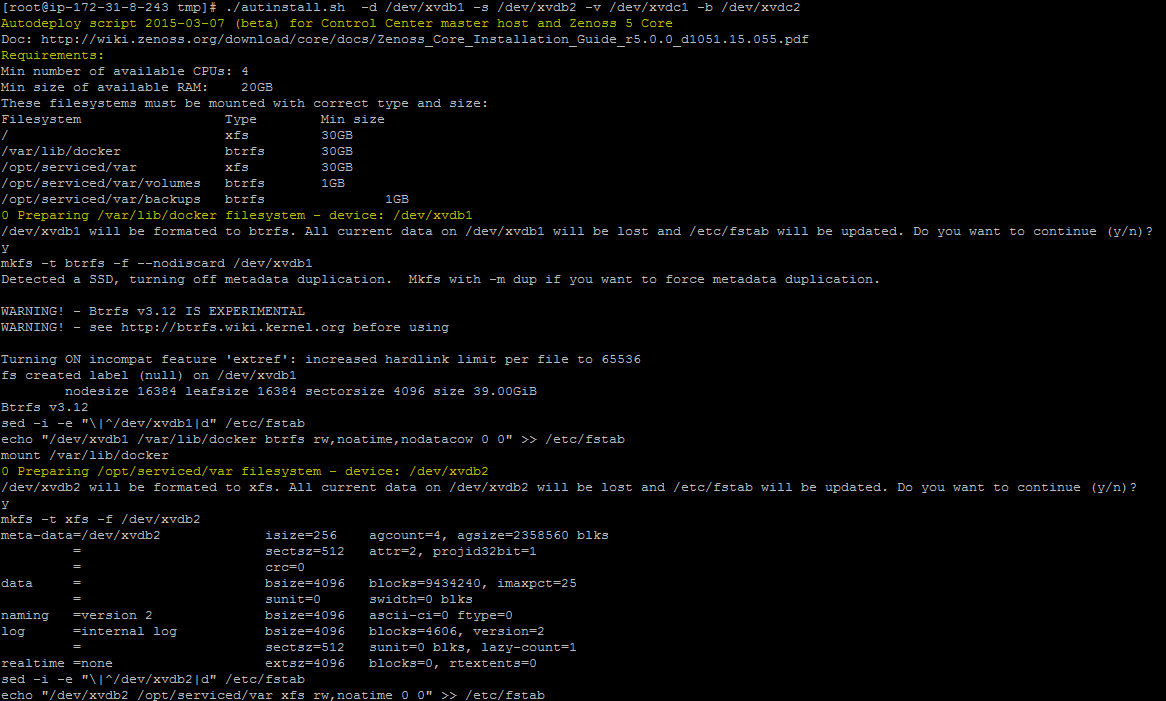 [root@ip-172-31-8-243 tmp]# ./autinstall.sh  -d /dev/xvdb1 -s /dev/xvdb2 -v /dev/xvdc1 -b /dev/xvdc2
Autodeploy script 2015-03-07 (beta) for Control Center master host and Zenoss 5 Core
Doc: http://wiki.zenoss.org/download/core/docs/Zenoss_Core_Installation_Guide_r5.0.0_d1051.15.055.pdf
Requirements:
Min number of available CPUs: 4
Min size of available RAM:    20GB
These filesystems must be mounted with correct type and size:
Filesystem                  Type        Min size
/                           xfs         30GB
/var/lib/docker             btrfs       30GB
/opt/serviced/var           xfs         30GB
/opt/serviced/var/volumes   btrfs       1GB
/opt/serviced/var/backups   btrfs               1GB
0 Preparing /var/lib/docker filesystem - device: /dev/xvdb1
/dev/xvdb1 will be formated to btrfs. All current data on /dev/xvdb1 will be lost and /etc/fstab will be updated. Do you want to continue (y/n)?
y
mkfs -t btrfs -f --nodiscard /dev/xvdb1
Detected a SSD, turning off metadata duplication.  Mkfs with -m dup if you want to force metadata duplication.
WARNING! - Btrfs v3.12 IS EXPERIMENTAL
WARNING! - see http://btrfs.wiki.kernel.org before using
Turning ON incompat feature 'extref': increased hardlink limit per file to 65536
fs created label (null) on /dev/xvdb1
        nodesize 16384 leafsize 16384 sectorsize 4096 size 39.00GiB
Btrfs v3.12
sed -i -e "\|^/dev/xvdb1|d" /etc/fstab
echo "/dev/xvdb1 /var/lib/docker btrfs rw,noatime,nodatacow 0 0" >> /etc/fstab
mount /var/lib/docker
0 Preparing /opt/serviced/var filesystem - device: /dev/xvdb2
/dev/xvdb2 will be formated to xfs. All current data on /dev/xvdb2 will be lost and /etc/fstab will be updated. Do you want to continue (y/n)?
y
mkfs -t xfs -f /dev/xvdb2
meta-data=/dev/xvdb2             isize=256    agcount=4, agsize=2358560 blks
         =                       sectsz=512   attr=2, projid32bit=1
         =                       crc=0
data     =                       bsize=4096   blocks=9434240, imaxpct=25
         =                       sunit=0      swidth=0 blks
naming   =version 2              bsize=4096   ascii-ci=0 ftype=0
log      =internal log           bsize=4096   blocks=4606, version=2
         =                       sectsz=512   sunit=0 blks, lazy-count=1
realtime =none                   extsz=4096   blocks=0, rtextents=0
sed -i -e "\|^/dev/xvdb2|d" /etc/fstab
echo "/dev/xvdb2 /opt/serviced/var xfs rw,noatime 0 0" >> /etc/fstab